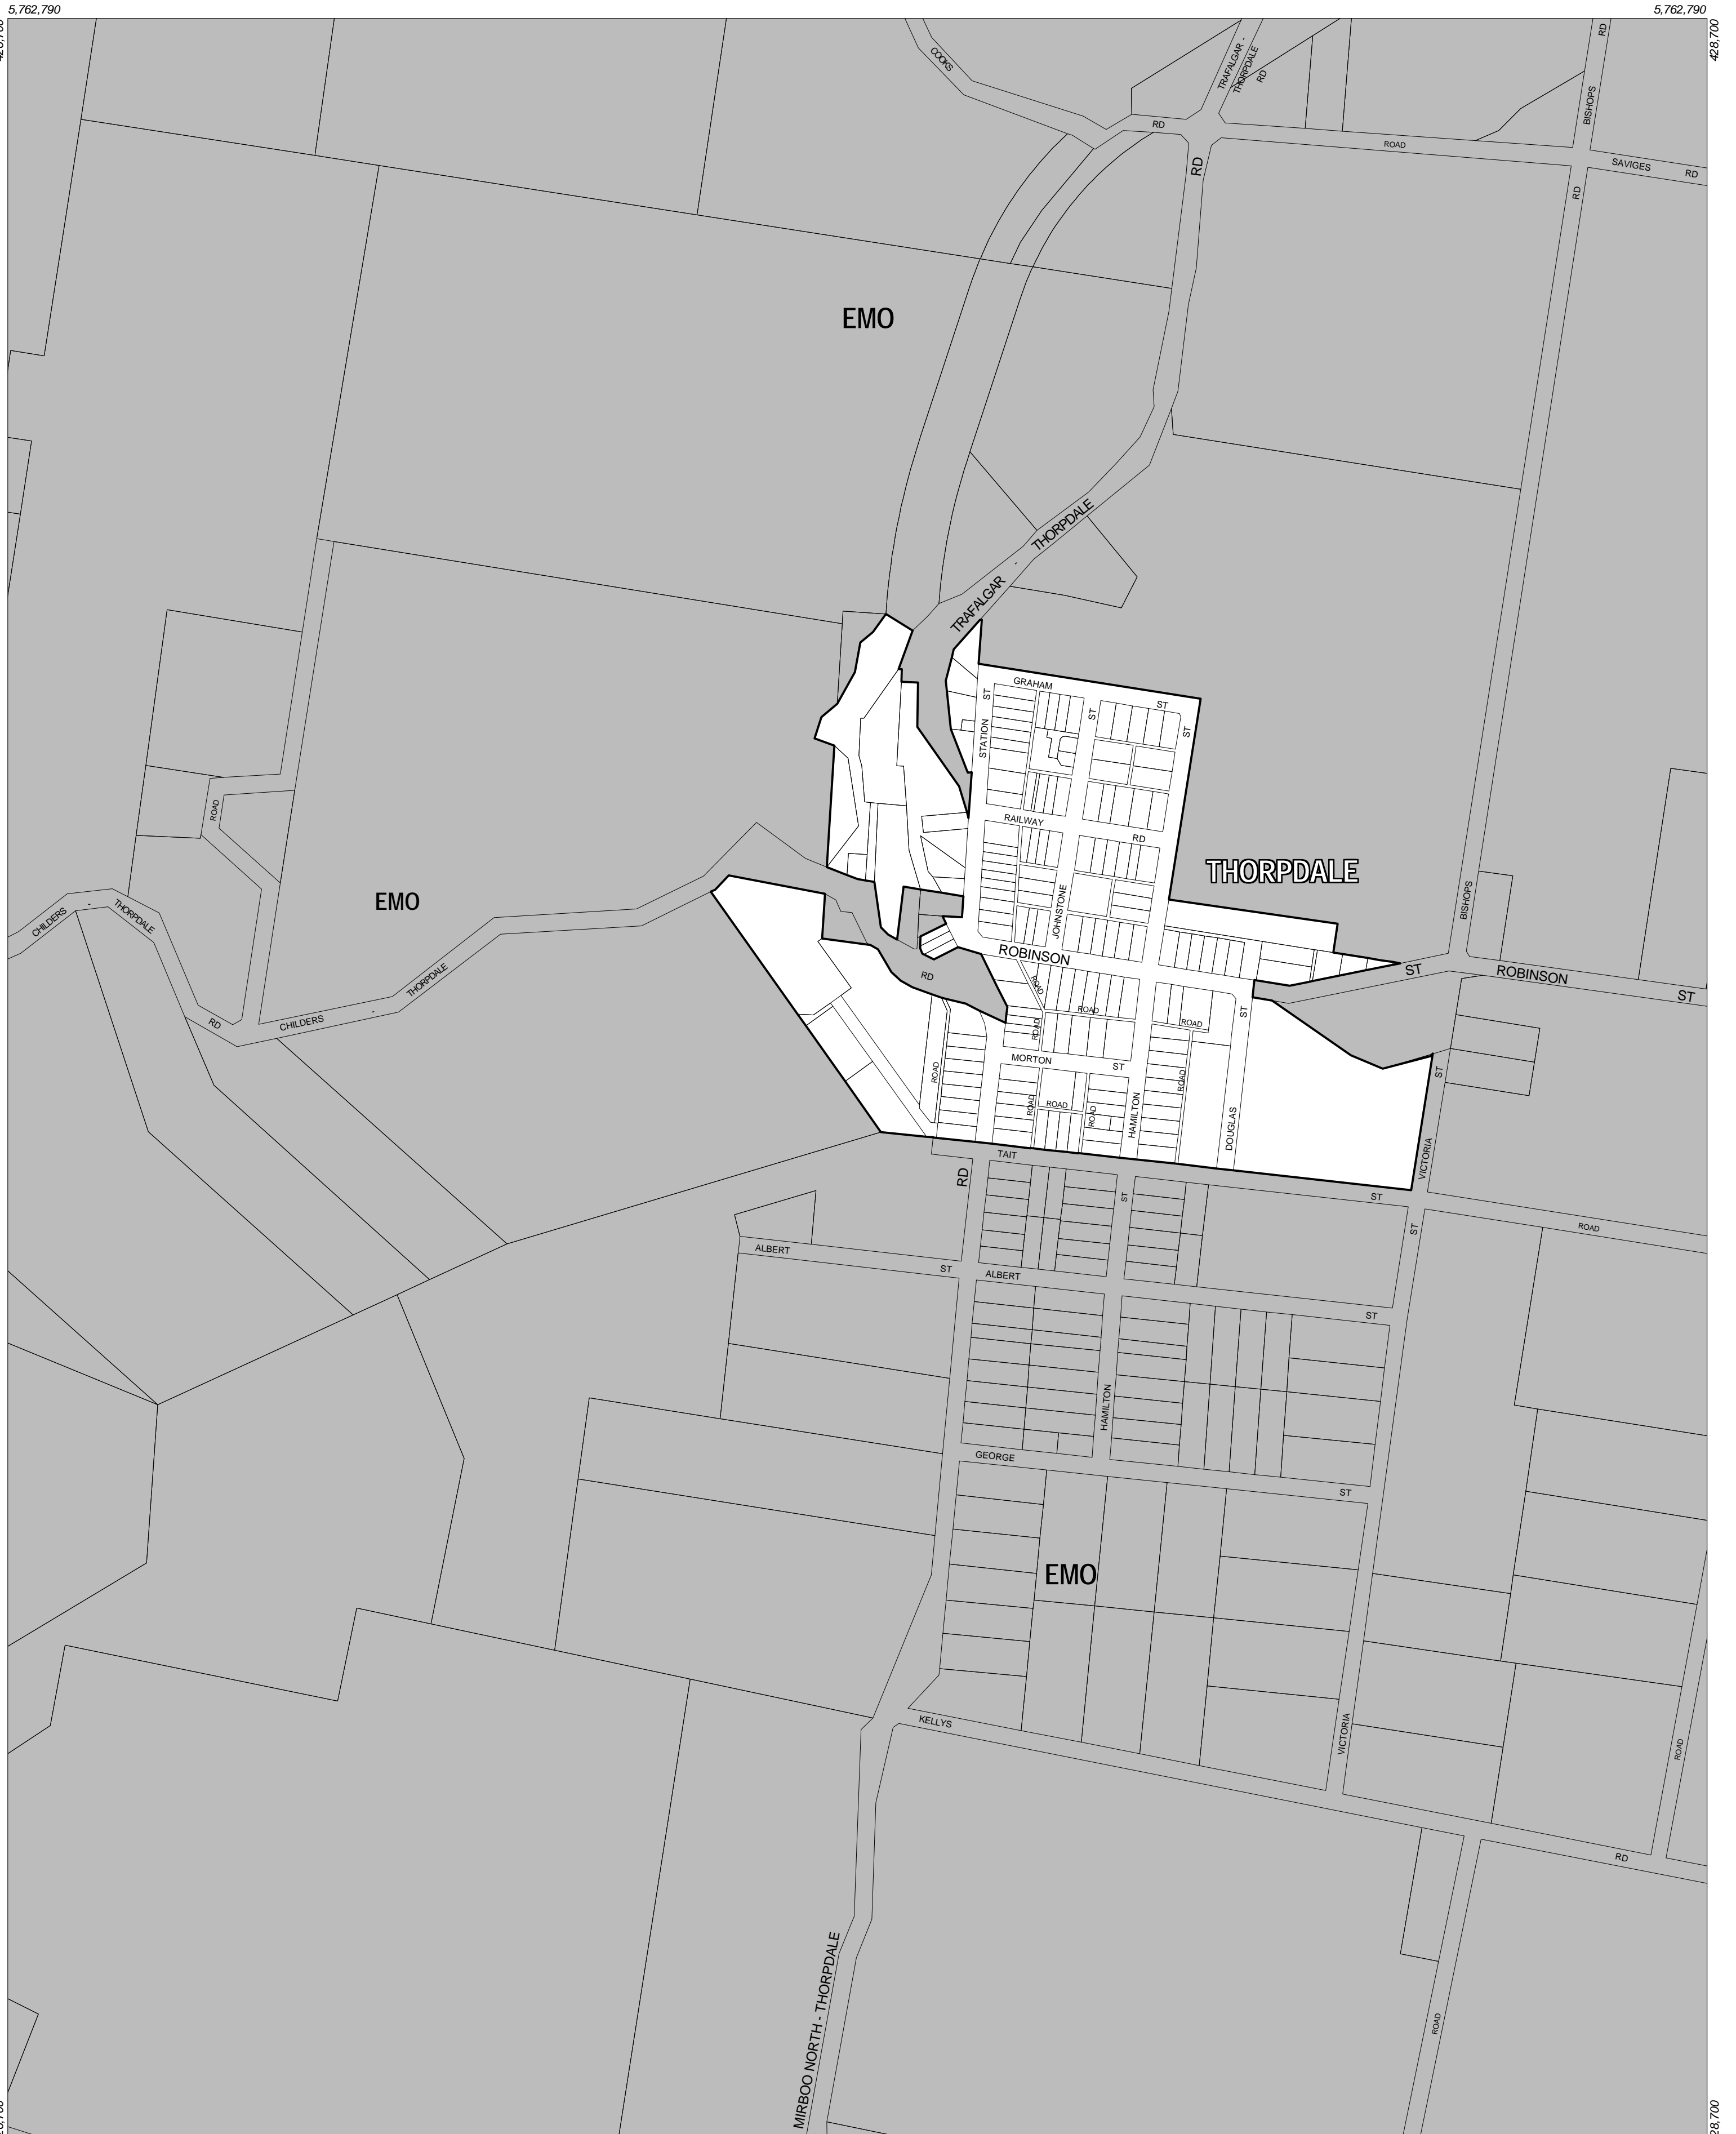 5,762,790
5,762,790
428,700
COOKS
RD
TRAFALGAR -
THORPDALE
RD
RD
BISHOPS
ROAD
SAVIGES
RD
RD
RD
EMO
THORPDALE
-
TRAFALGAR
GRAHAM
ST
ST
ST
ST
STATION
RAILWAY
RD
THORPDALE
ROAD
EMO
CHILDERS
-
THORPDALE
RD
CHILDERS
-
THORPDALE
RD
JOHNSTONE
BISHOPS
ROBINSON
ST
ROBINSON
ST
ROAD
ROAD
ROAD
ST
ROAD
MORTON
ST
ST
ROAD
ROAD
ROAD
ROAD
ROAD
HAMILTON
DOUGLAS
VICTORIA
TAIT
RD
ST
ST
ST
ROAD
ALBERT
ST
ALBERT
ST
HAMILTON
GEORGE
ST
EMO
KELLYS
VICTORIA
ROAD
RD
MIRBOO NORTH - THORPDALE
ROAD